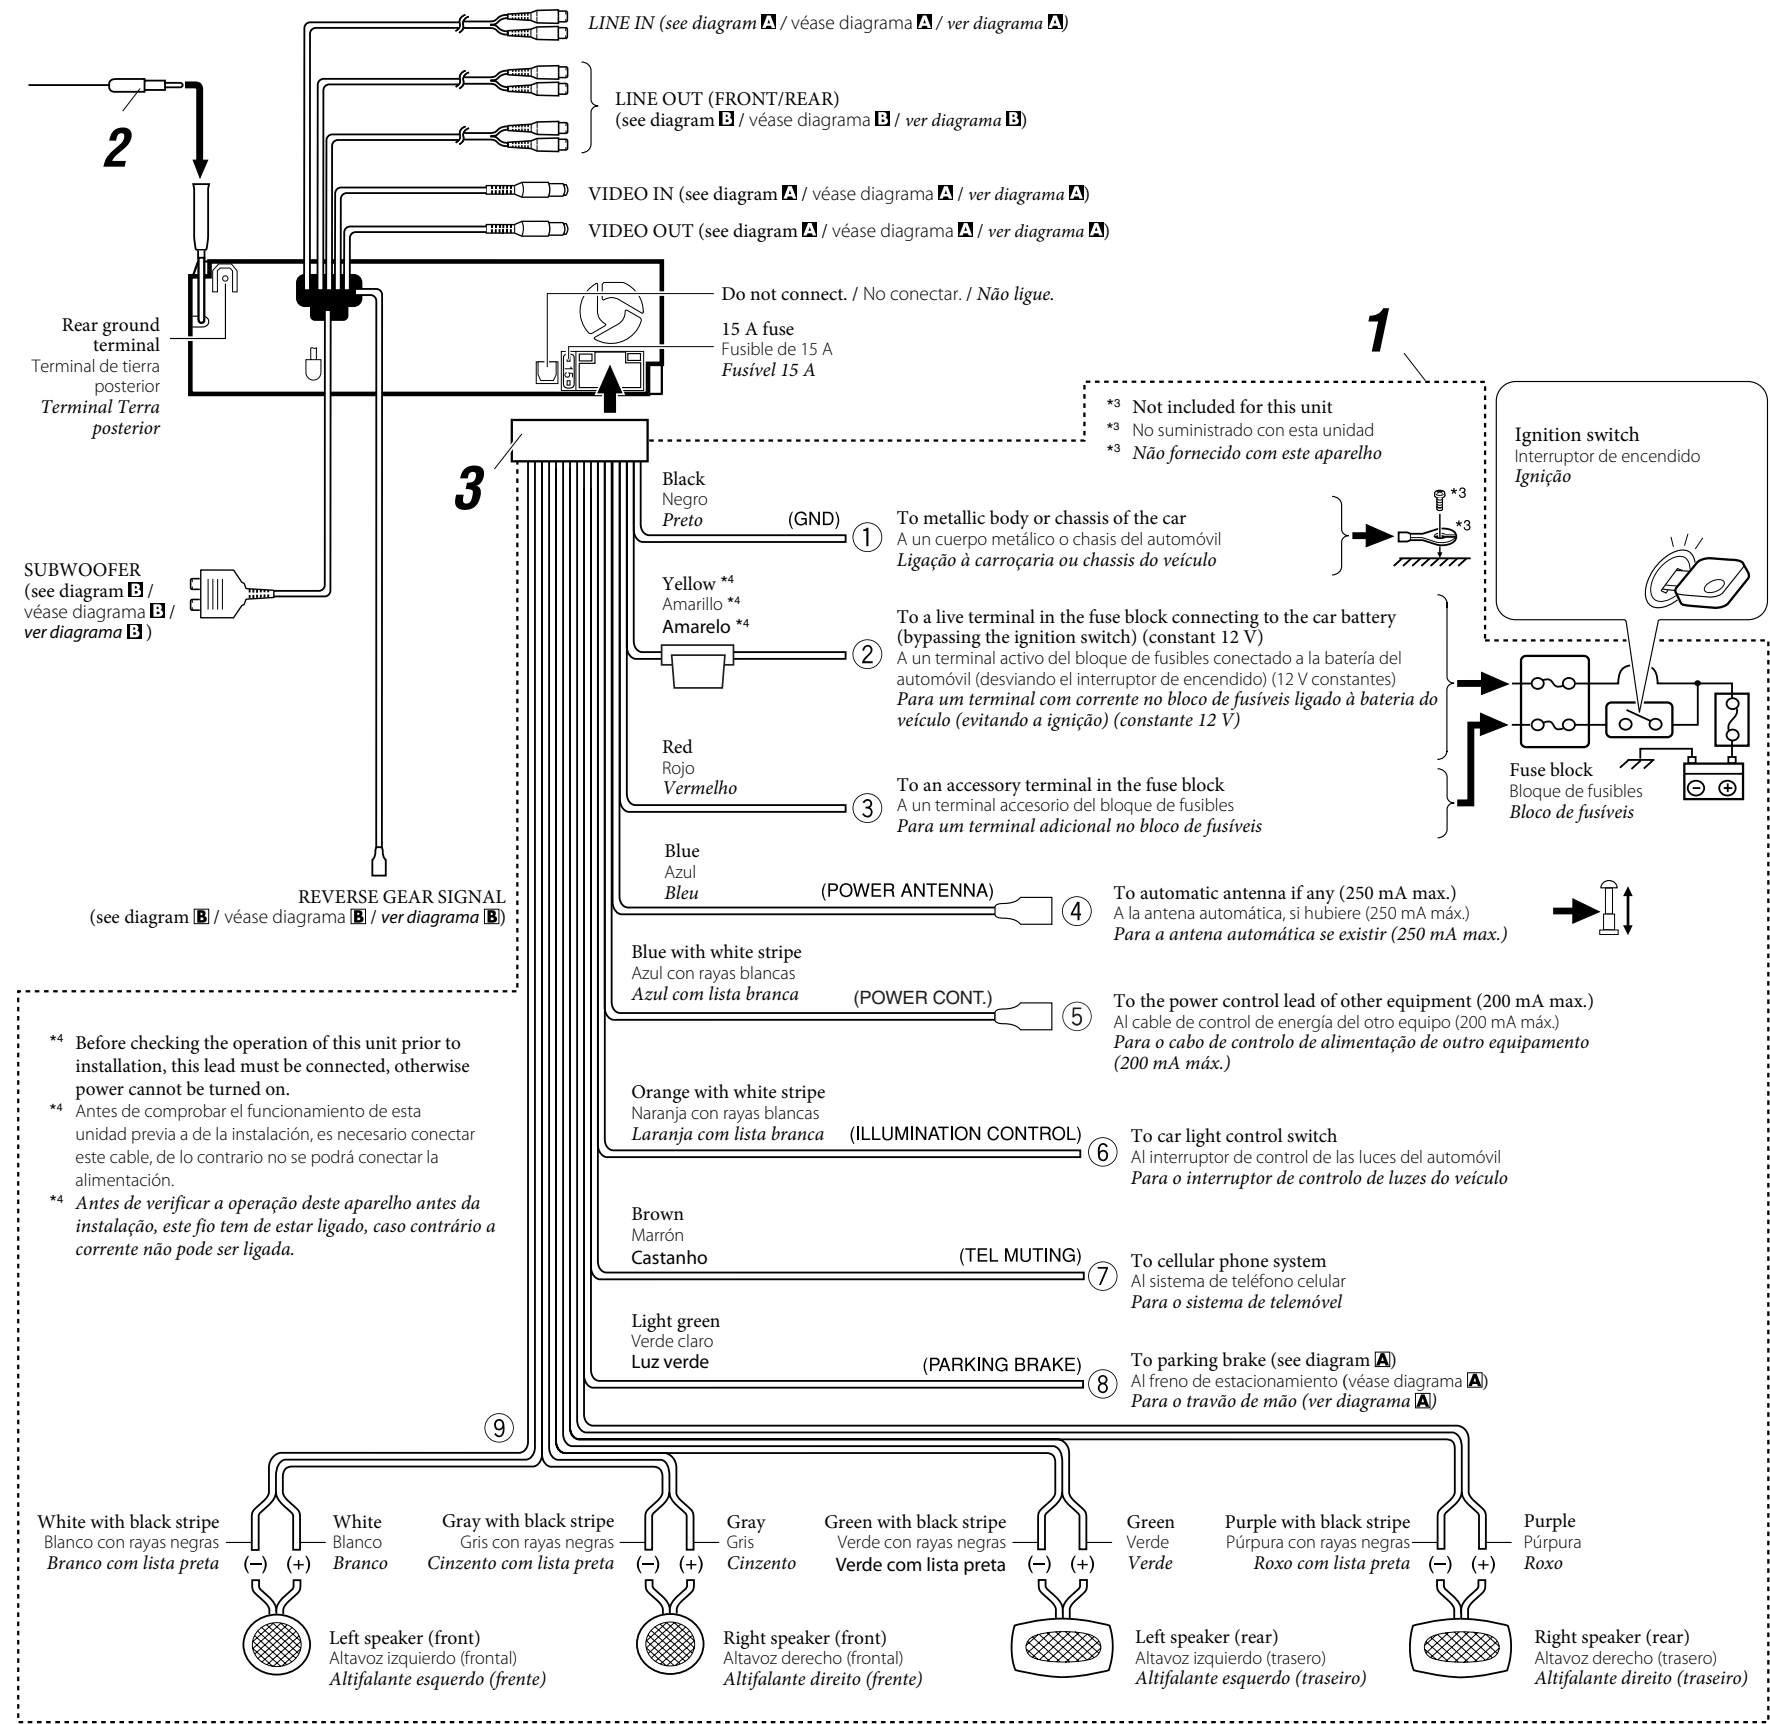 LINE IN (see diagram A / véase diagrama A / ver diagrama A)
2
LINE OUT (FRONT/REAR)
(see diagram B / véase diagrama B / ver diagrama B)
VIDEO IN (see diagram A / véase diagrama A / ver diagrama A)
VIDEO OUT (see diagram A / véase diagrama A / ver diagrama A)
Do not connect. / No conectar. / Não ligue.
15 A fuse
Fusible de 15 A
Fusível 15 A
15
Rear ground
terminal
Terminal de tierra
posterior
Terminal Terra
posterior
1
*3 Not included for this unit
*3 No suministrado con esta unidad
*3 Não fornecido com este aparelho
Ignition switch
Interruptor de encendido
Ignição
3
Black
Negro
Preto
(GND)
1
To metallic body or chassis of the car
A un cuerpo metálico o chasis del automóvil
Ligação à carroçaria ou chassis do veículo
*3
*3
SUBWOOFER
(see diagram B /
véase diagrama B /
ver diagrama B )
Yellow *4
Amarillo *4
Amarelo *4
2
To a live terminal in the fuse block connecting to the car battery
(bypassing the ignition switch) (constant 12 V)
A un terminal activo del bloque de fusibles conectado a la batería del
automóvil (desviando el interruptor de encendido) (12 V constantes)
Para um terminal com corrente no bloco de fusíveis ligado à bateria do
veículo (evitando a ignição) (constante 12 V)
Red
Rojo
Vermelho
3
To an accessory terminal in the fuse block
A un terminal accesorio del bloque de fusibles
Para um terminal adicional no bloco de fusíveis
Fuse block
Bloque de fusibles
Bloco de fusíveis
REVERSE GEAR SIGNAL
(see diagram B / véase diagrama B / ver diagrama B)
Blue
Azul
Bleu
(POWER ANTENNA)
4
To automatic antenna if any (250 mA max.)
A la antena automática, si hubiere (250 mA máx.)
Para a antena automática se existir (250 mA max.)
Blue with white stripe
Azul con rayas blancas
Azul com lista branca
(POWER CONT.)
5
To the power control lead of other equipment (200 mA max.)
Al cable de control de energía del otro equipo (200 mA máx.)
Para o cabo de controlo de alimentação de outro equipamento
(200 mA máx.)
*4 Before checking the operation of this unit prior to
installation, this lead must be connected, otherwise
power cannot be turned on.
*4 Antes de comprobar el funcionamiento de esta
unidad previa a de la instalación, es necesario conectar
este cable, de lo contrario no se podrá conectar la
alimentación.
*4 Antes de verificar a operação deste aparelho antes da
instalação, este fio tem de estar ligado, caso contrário a
corrente não pode ser ligada.
Orange with white stripe
Naranja con rayas blancas
Laranja com lista branca
(ILLUMINATION CONTROL)
6
To car light control switch
Al interruptor de control de las luces del automóvil
Para o interruptor de controlo de luzes do veículo
Brown
Marrón
Castanho
(TEL MUTING)
7
To cellular phone system
Al sistema de teléfono celular
Para o sistema de telemóvel
Light green
Verde claro
Luz verde
(PARKING BRAKE)
8
To parking brake (see diagram A)
Al freno de estacionamiento (véase diagrama A)
Para o travão de mão (ver diagrama A)
9
White with black stripe
Blanco con rayas negras
Branco com lista preta
(−) (+)
White
Blanco
Branco
Left speaker (front)
Altavoz izquierdo (frontal)
Altifalante esquerdo (frente)
Gray with black stripe
Gris con rayas negras
Cinzento com lista preta
(−) (+)
Gray
Gris
Cinzento
Right speaker (front)
Altavoz derecho (frontal)
Altifalante direito (frente)
Green with black stripe
Verde con rayas negras
Verde com lista preta
(−) (+)
Green
Verde
Verde
Left speaker (rear)
Altavoz izquierdo (trasero)
Altifalante esquerdo (traseiro)
Purple with black stripe
Púrpura con rayas negras
Roxo com lista preta
(−) (+)
Purple
Púrpura
Roxo
Right speaker (rear)
Altavoz derecho (trasero)
Altifalante direito (traseiro)